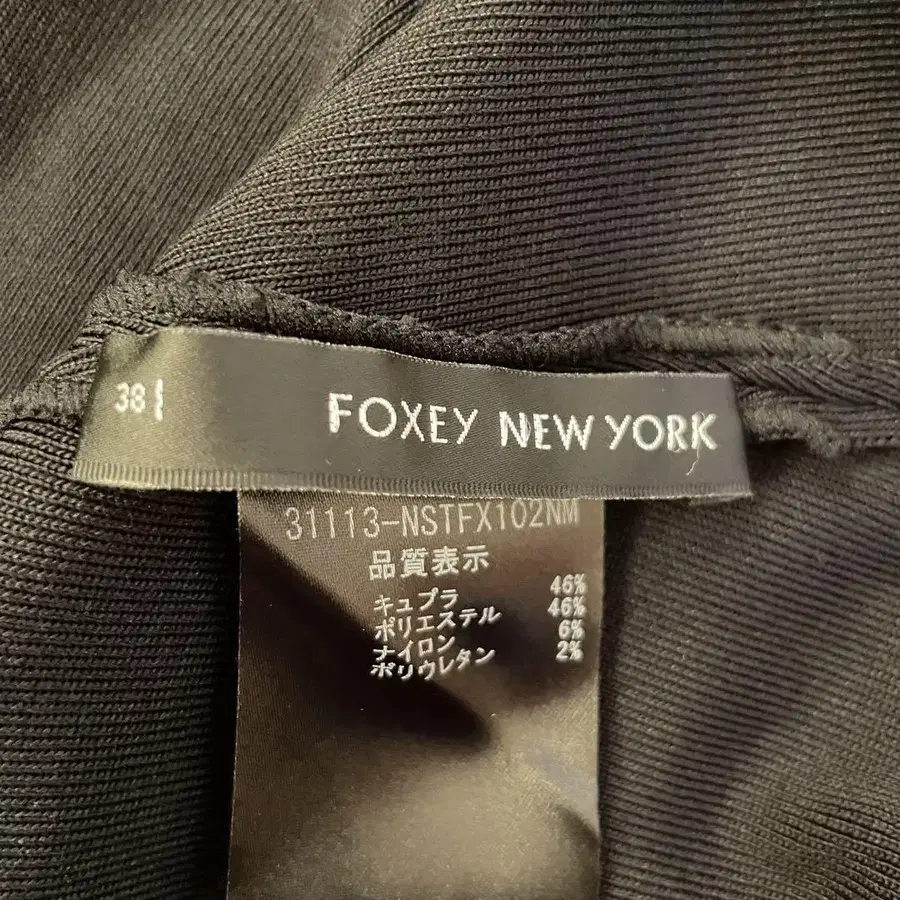 38
FOXEY NEW YORK
31113-NSTFX102NM
品質表示
キュプラ 46%
ポリエステル 46%
ナイロン 6%
ポリウレタン 2%